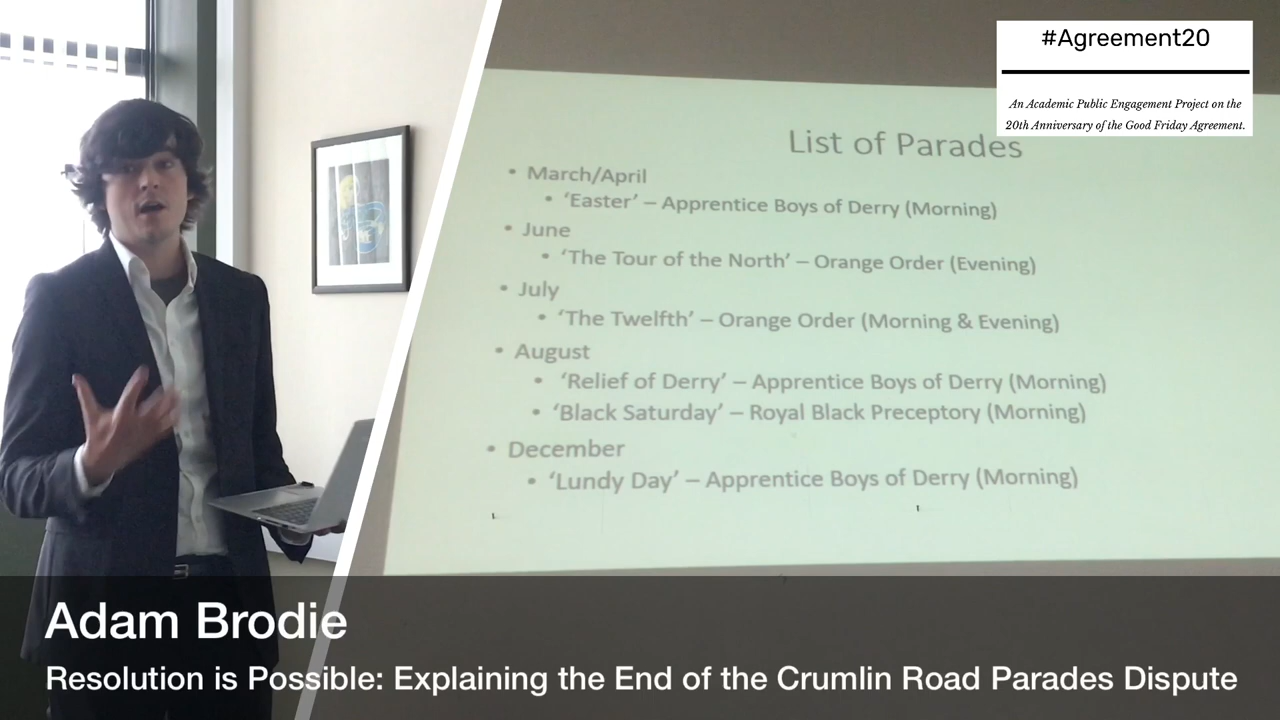 #Agreement20
An Academic Public Engagement Project on the
20th Anniversary of the Good Friday Agreement.
List of Parades
• March/April
• ‘Easter’ – Apprentice Boys of Derry (Morning)
• June
• ‘The Tour of the North’ – Orange Order (Evening)
• July
• ‘The Twelfth’ – Orange Order (Morning & Evening)
• August
• ‘Relief of Derry’ – Apprentice Boys of Derry (Morning)
• ‘Black Saturday’ – Royal Black Preceptory (Morning)
• December
• ‘Lundy Day’ – Apprentice Boys of Derry (Morning)
Adam Brodie
Resolution is Possible: Explaining the End of the Crumlin Road Parades Dispute